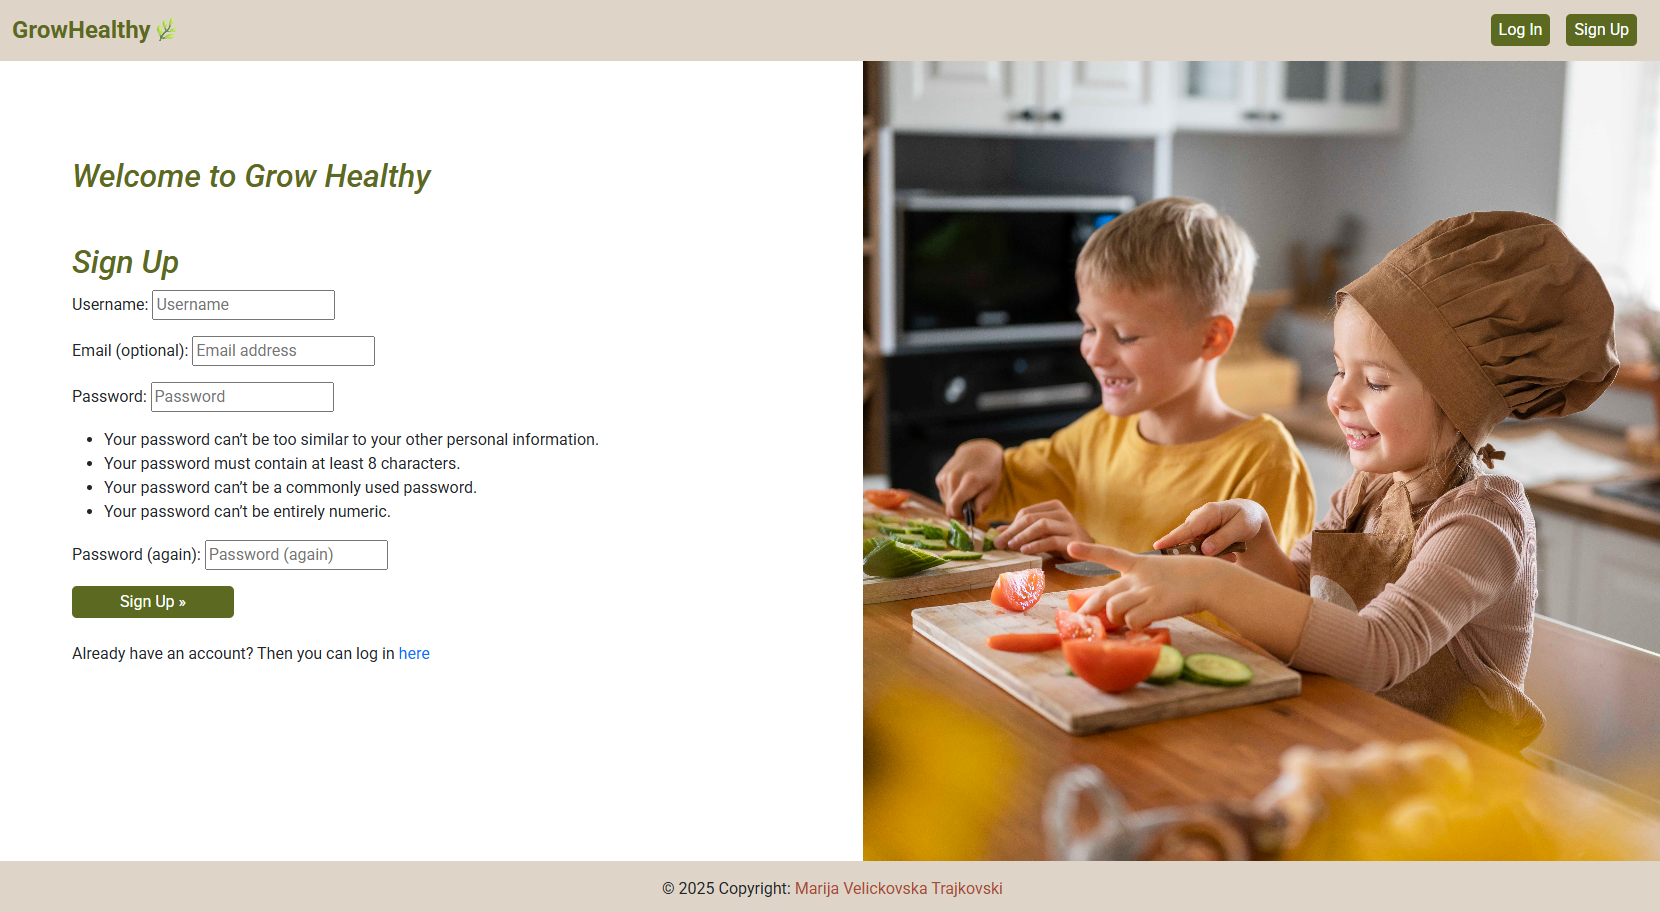 GrowHealthy
Log In
Sign Up
Welcome to Grow Healthy
Sign Up
Username: Username
Email (optional): Email address
Password: Password
• Your password can’t be too similar to your other personal information.
• Your password must contain at least 8 characters.
• Your password can’t be a commonly used password.
• Your password can’t be entirely numeric.
Password (again): Password (again)
Sign Up »
Already have an account? Then you can log in here
© 2025 Copyright: Marija Velickovska Trajkovski